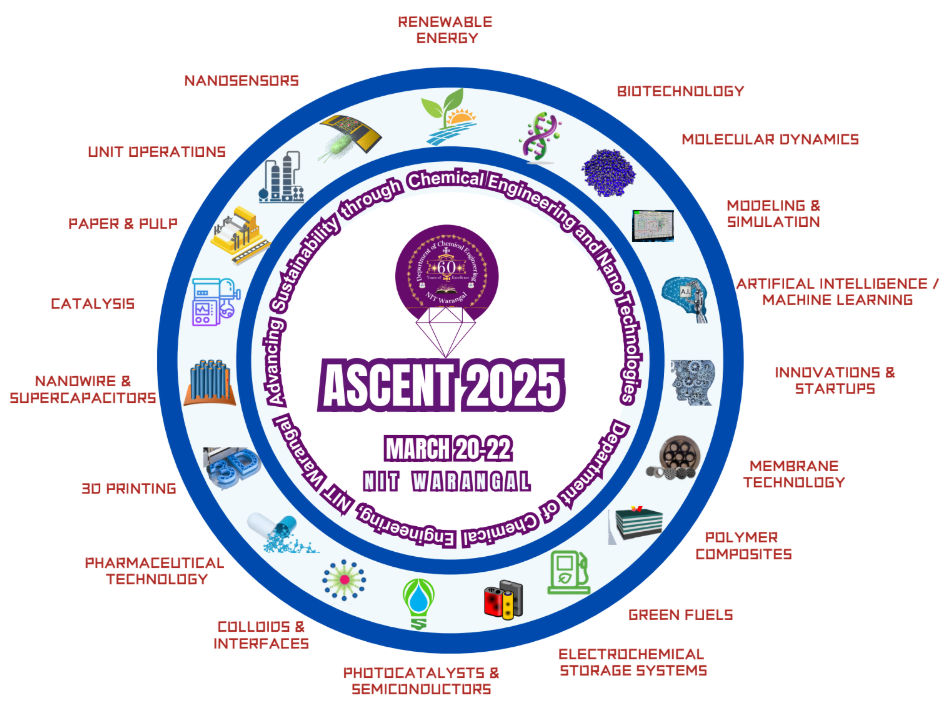 RENEWABLE
ENERGY
NANOSENSORS
BIOTECHNOLOGY
UNIT OPERATIONS
MOLECULAR DYNAMICS
PAPER & PULP
MODELING &
SIMULATION
CATALYSIS
ARTIFICAL INTELLIGENCE /
MACHINE LEARNING
NANOWIRE &
SUPERCAPACITORS
INNOVATIONS &
STARTUPS
3D PRINTING
MEMBRANE
TECHNOLOGY
PHARMACEUTICAL
TECHNOLOGY
POLYMER
COMPOSITES
COLLOIDS &
INTERFACES
GREEN FUELS
PHOTOCATALYSTS &
SEMICONDUCTORS
ELECTROCHEMICAL
STORAGE SYSTEMS
Advancing Sustainability through Chemical Engineering and Nano Technologies
Department of Chemical Engineering, NIT Warangal
Department of Chemical Engineering
60
Years of Excellence
NIT Warangal
ASCENT 2025
MARCH 20-22
NIT WARANGAL
A.I
3D